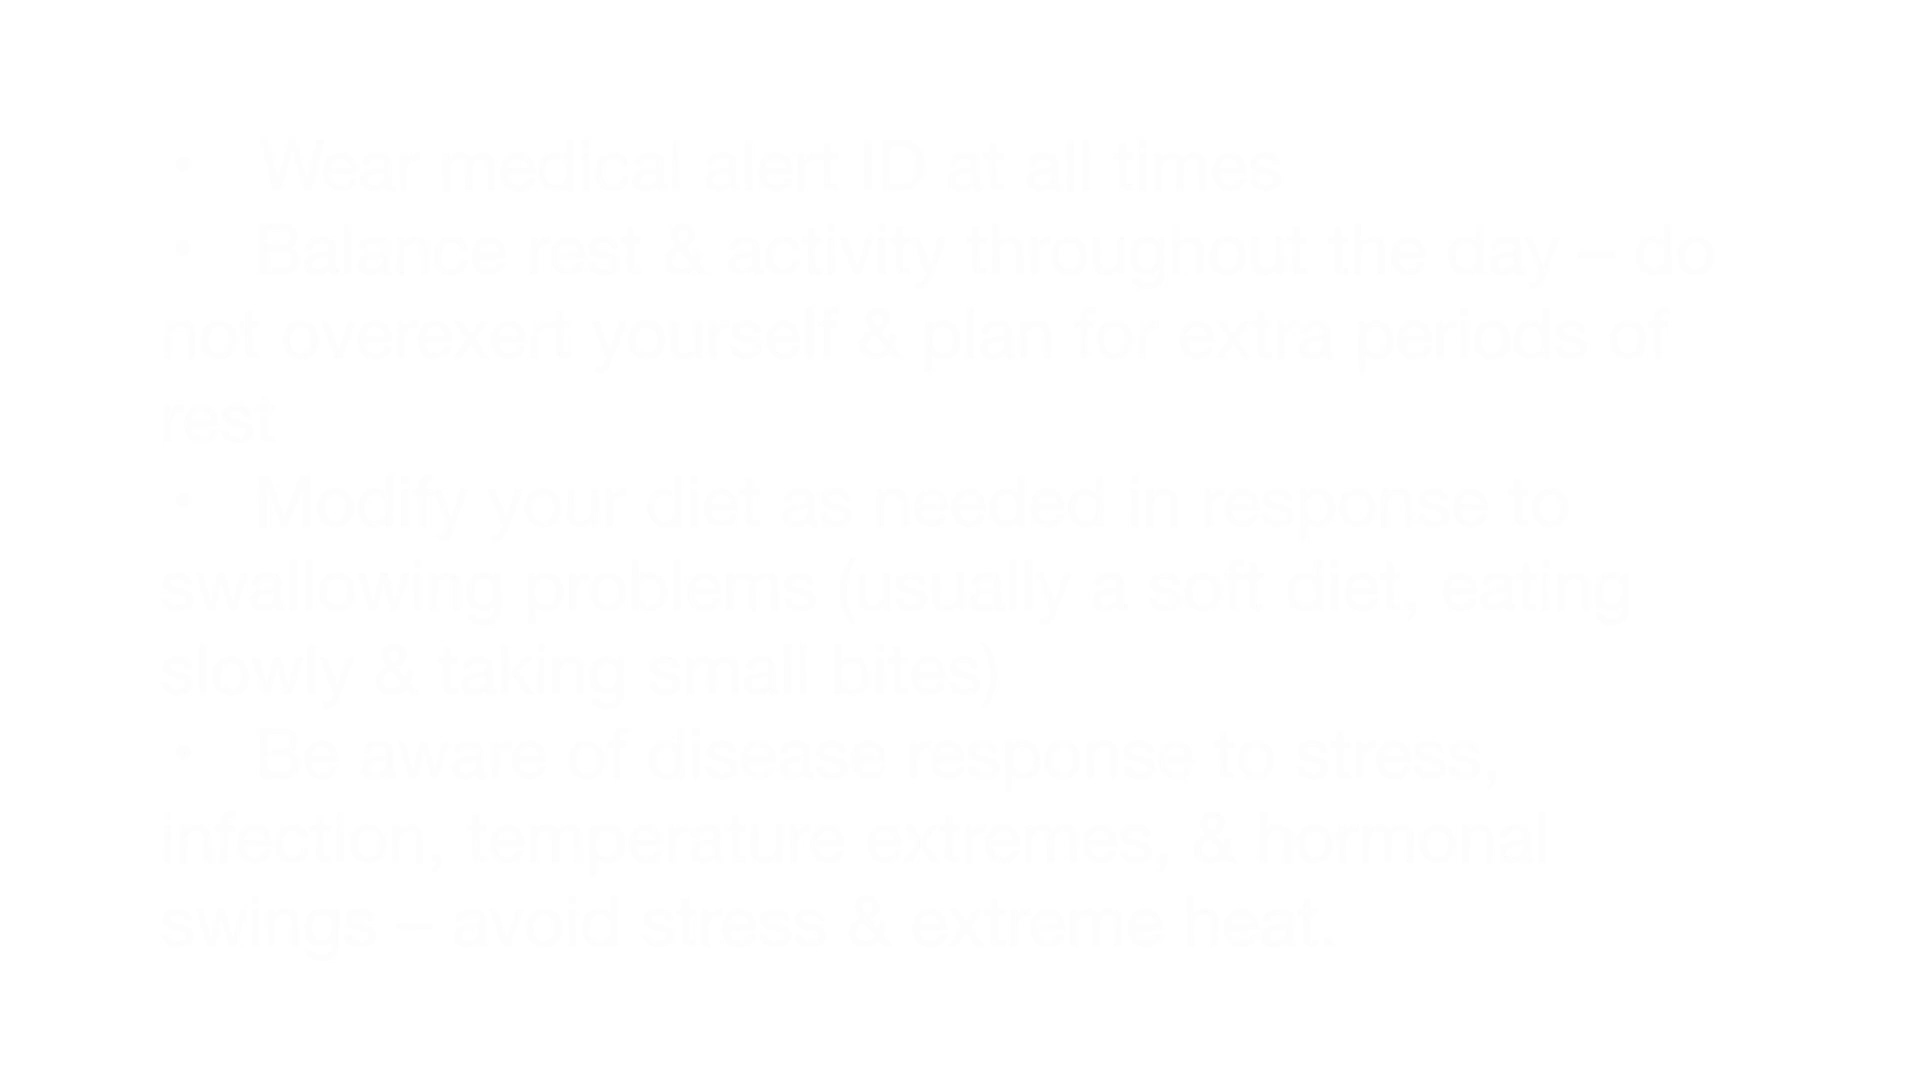 • Wear medical alert ID at all times
• Balance rest & activity throughout the day – do
not overexert yourself & plan for extra periods of
rest
• Modify your diet as needed in response to
swallowing problems (usually a soft diet, eating
slowly & taking small bites)
• Be aware of disease response to stress,
infection, temperature extremes, & hormonal
swings – avoid stress & extreme heat.